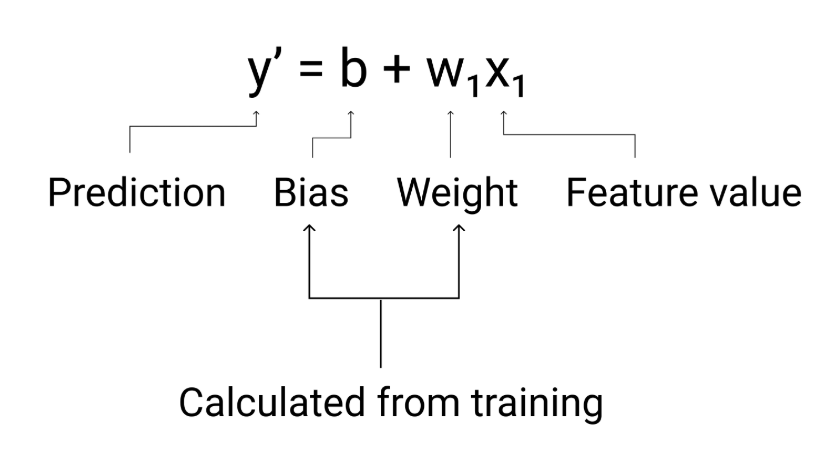 y’ = b + w₁x₁
Prediction Bias Weight Feature value
Calculated from training